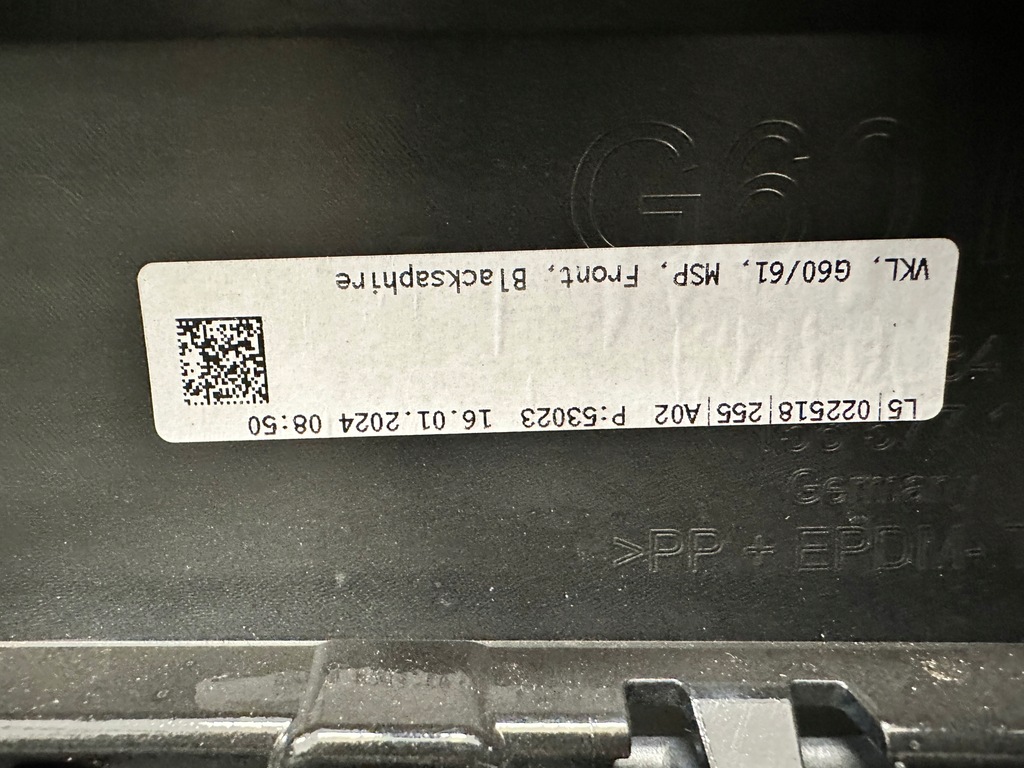 G60
L5|022518|255|A02 P:53023 16.01.2024 08:50
VKL, G60/61, MSP, Front, Blacksaphire
Germany
>PP + EPDM-